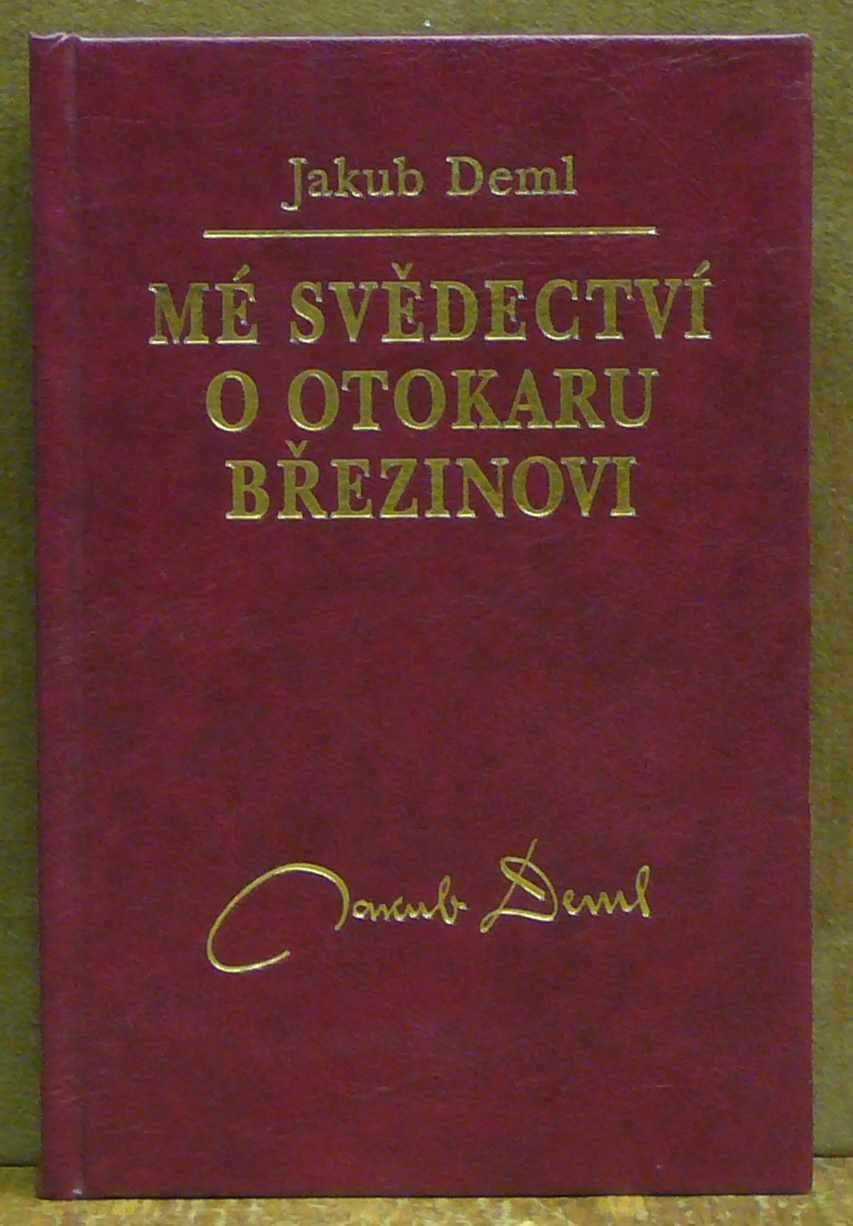 Jakub Deml
MÉ SVĚDECTVÍ
O OTOKARU
BŘEZINOVI
Jakub Deml